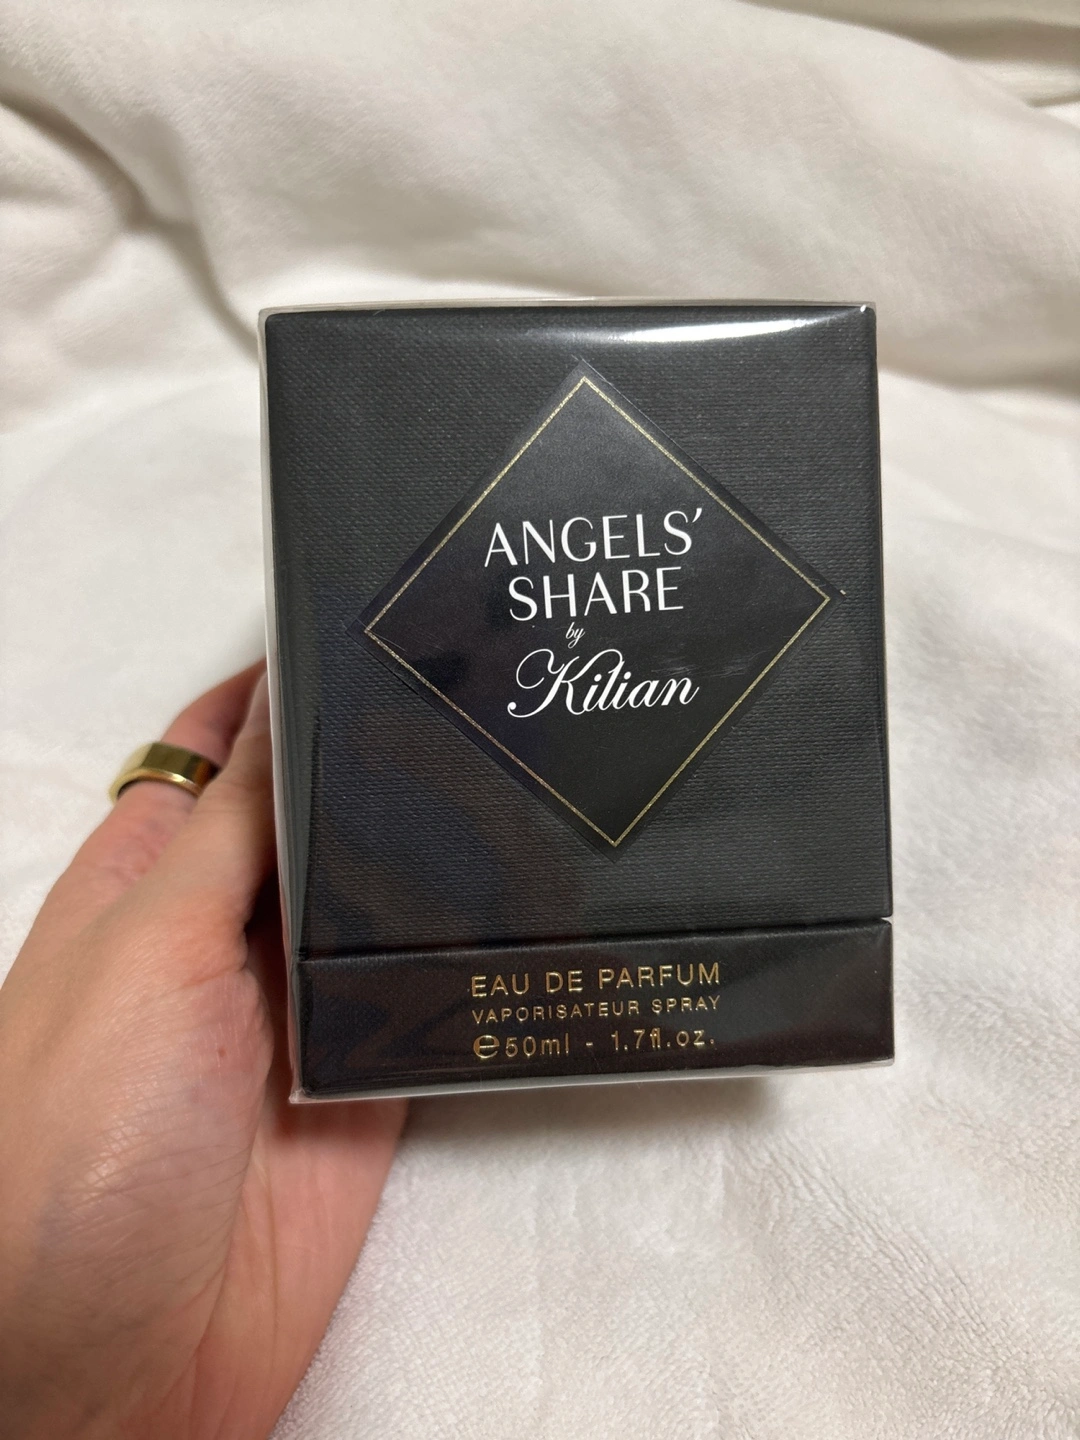 ANGELS’
SHARE
by
Kilian
EAU DE PARFUM
VAPORISATEUR SPRAY
℮50ml - 1.7fl.oz.